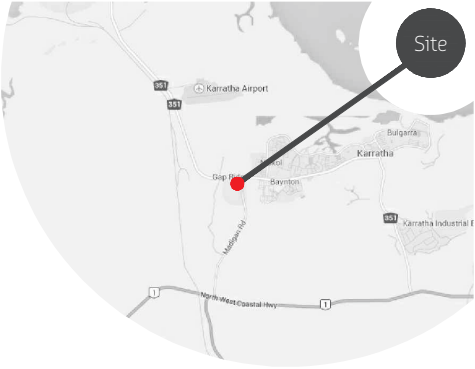 Site
351
Karratha Airport
351
Bulgarra
Karratha
Gap
Baynton
351
Karratha Industrial E
Madigan Rd
1
North West Coastal Hwy
1